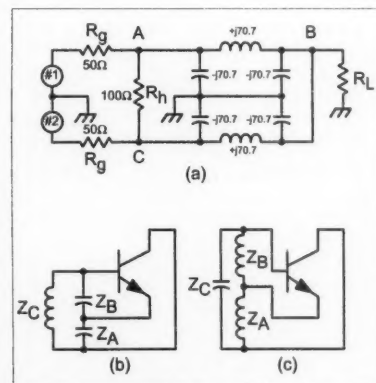 Rg A +j70.7 B
50Ω
#1 -j70.7 -j70.7
100Ω Rh RL
#2 -j70.7 -j70.7
50Ω
Rg C +j70.7
(a)
ZC ZB ZA
(b)
ZC ZB ZA
(c)